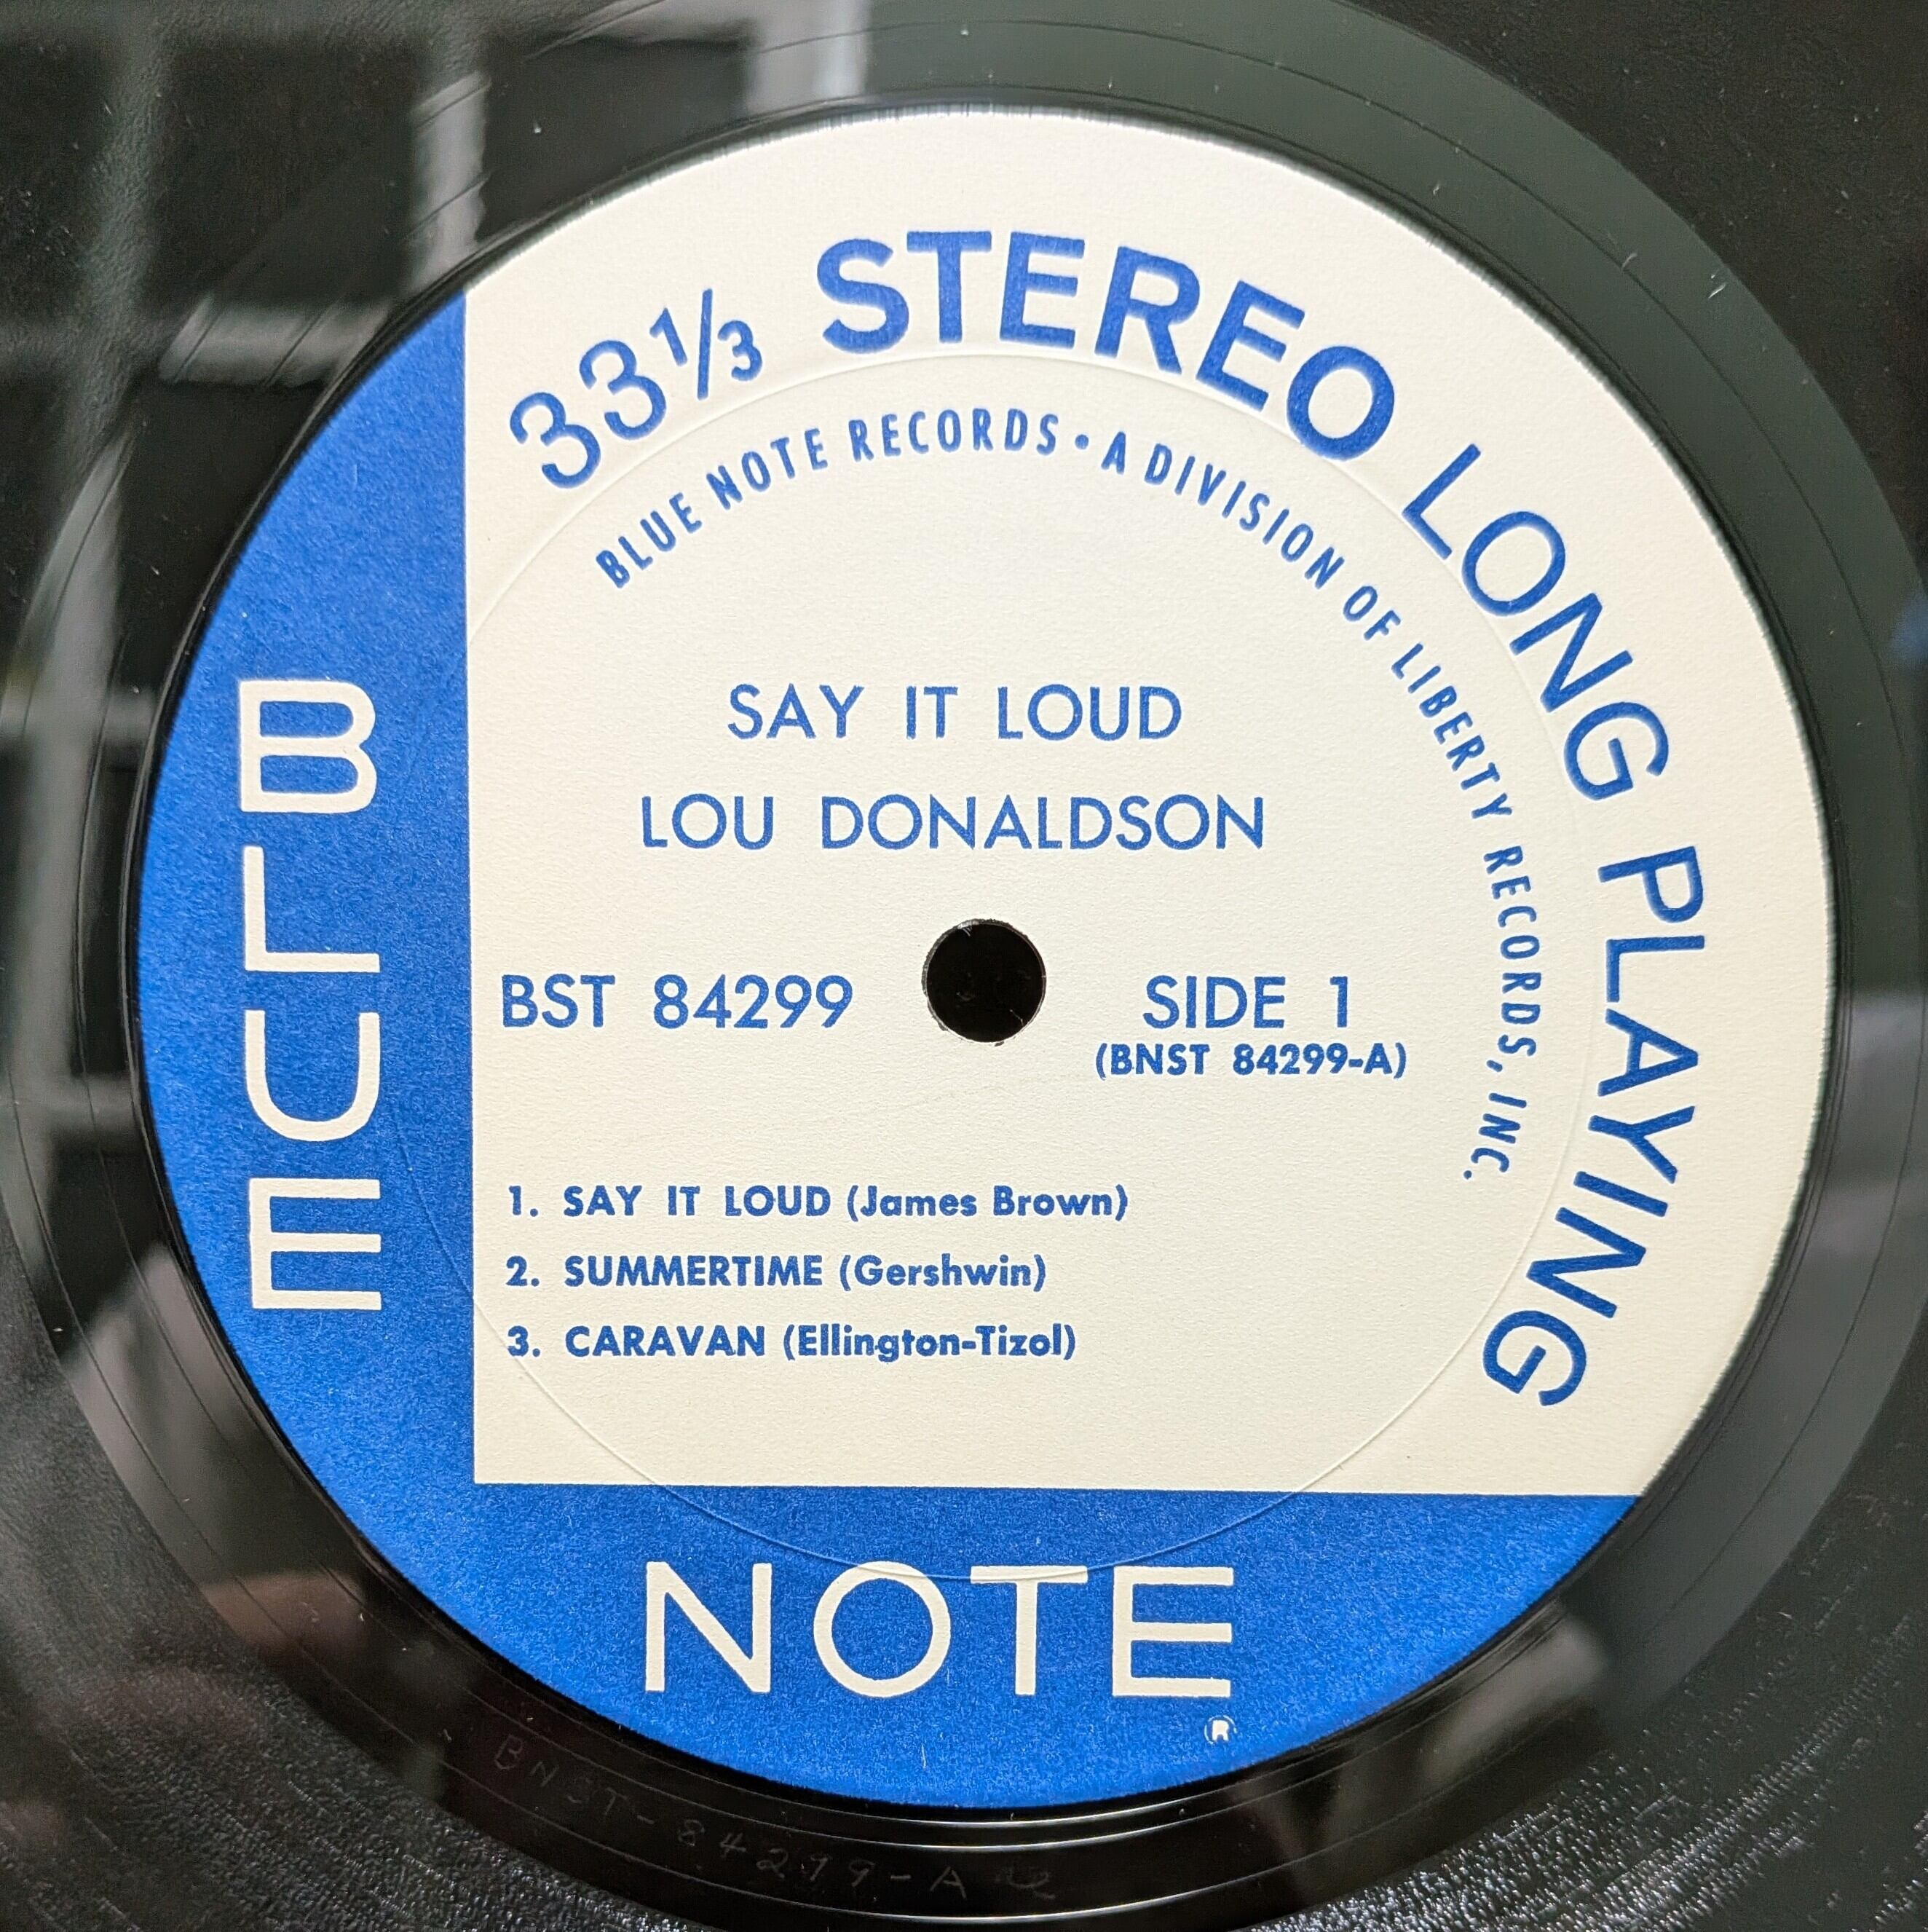 33⅓ STEREO LONG PLAYING
BLUE NOTE RECORDS • A DIVISION OF LIBERTY RECORDS, INC.
SAY IT LOUD
LOU DONALDSON
BST 84299
SIDE 1
(BNST 84299-A)
1. SAY IT LOUD (James Brown)
2. SUMMERTIME (Gershwin)
3. CARAVAN (Ellington-Tizol)
BLUE
NOTE
®
BNST-84299-A